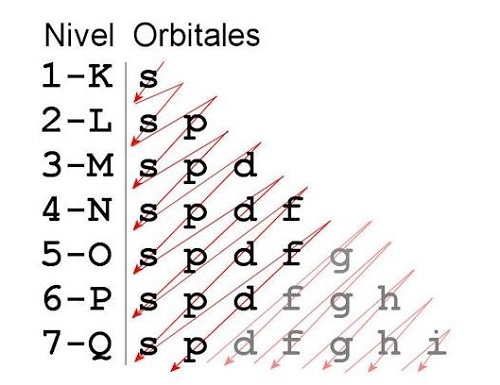 Nivel Orbitales
1-K s
2-L s p
3-M s p d
4-N s p d f
5-O s p d f g
6-P s p d f g h
7-Q s p d f g h i